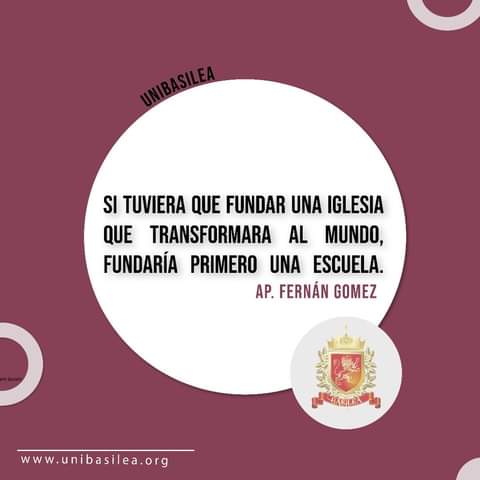 UNIBASILEA
SI TUVIERA QUE FUNDAR UNA IGLESIA
QUE TRANSFORMARA AL MUNDO,
FUNDARÍA PRIMERO UNA ESCUELA.
AP. FERNÁN GOMEZ
BASILEA
www.unibasilea.org